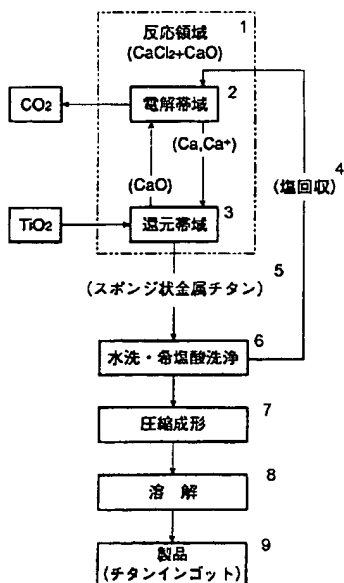 1
反応領域
(CaCl₂+CaO)
2
CO₂
電解帯域
4
(Ca,Ca⁺)
(塩回収)
(CaO)
3
TiO₂
還元帯域
5
(スポンジ状金属チタン)
6
水洗・希塩酸洗浄
7
圧縮成形
8
溶 解
9
製品
(チタンインゴット)